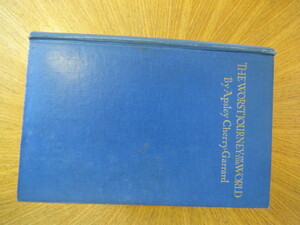 THE WORST JOURNEY IN THE WORLD
By Apsley Cherry-Garrard